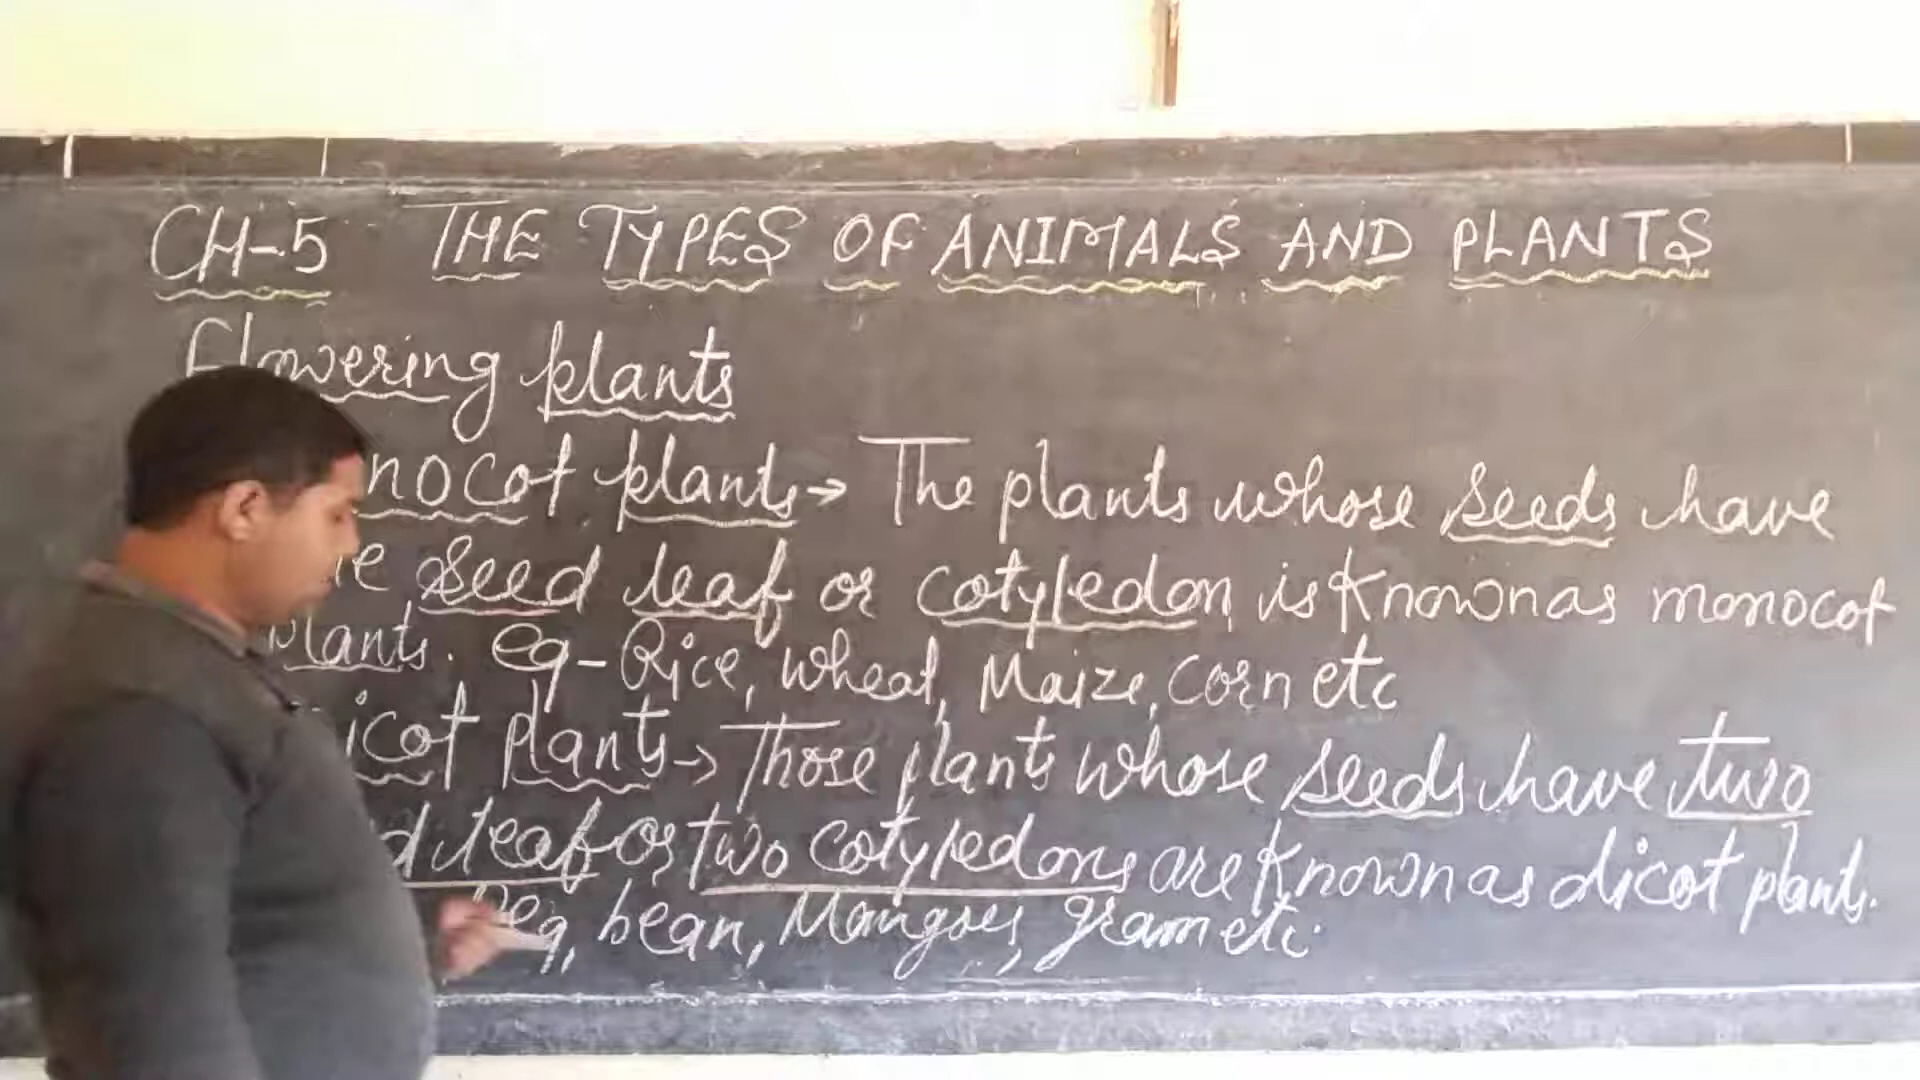 CH-5 THE TYPES OF ANIMALS AND PLANTS
Flowering plants
nocot plants → The plants whose seeds have
seed leaf or cotyledon is known as monocot
plants. eg - Rice, wheat, Maize, corn etc
icot plants → Those plants whose seeds have two
d leaf or two cotyledons are known as dicot plants.
Pea, bean, Mangoes, gram etc.